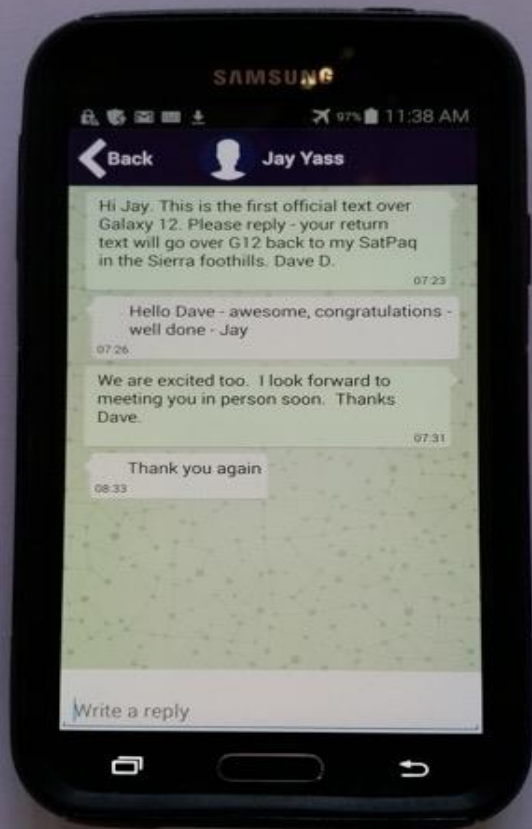 SAMSUNG
97% 11:38 AM
Back Jay Yass
Hi Jay. This is the first official text over
Galaxy 12. Please reply - your return
text will go over G12 back to my SatPaq
in the Sierra foothills. Dave D.
07:23
Hello Dave - awesome, congratulations -
well done - Jay
07:26
We are excited too. I look forward to
meeting you in person soon. Thanks
Dave.
07:31
Thank you again
08:33
Write a reply